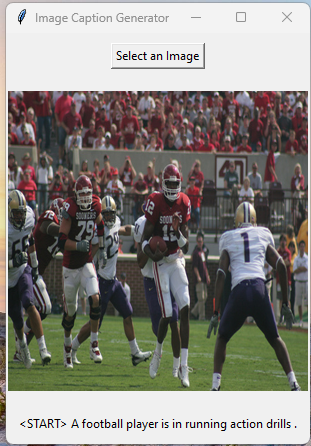 Image Caption Generator
Select an Image
SOONERS
79
12
1
<START> A football player is in running action drills .